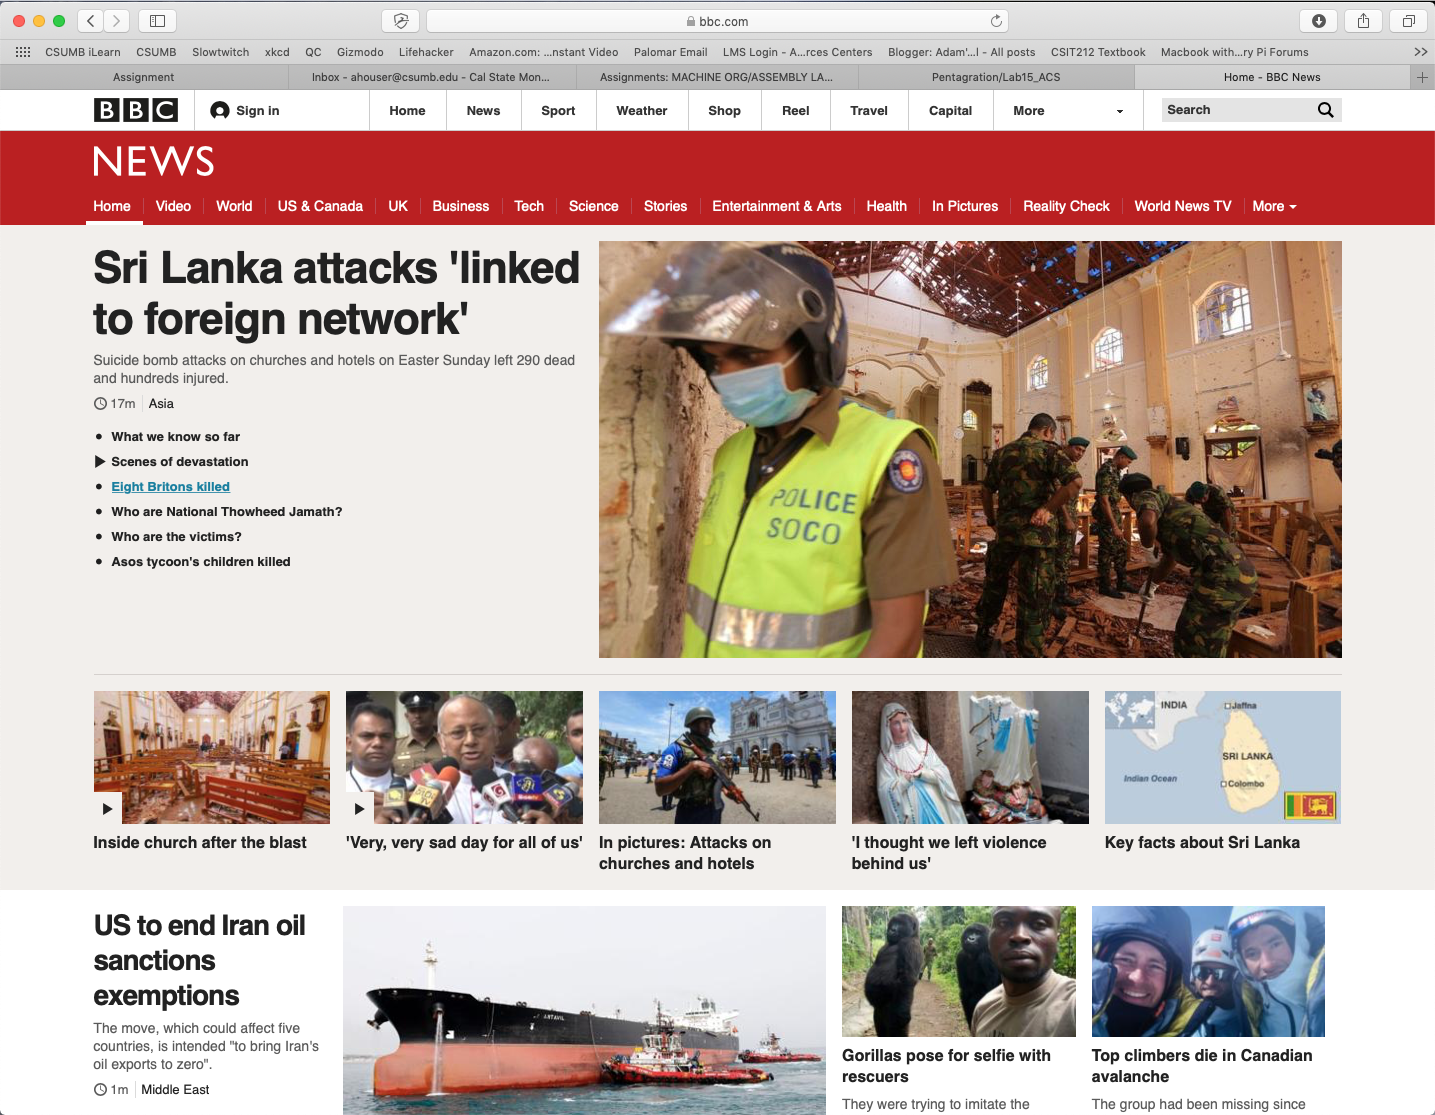 bbc.com
CSUMB iLearn CSUMB Slowtwitch xkcd QC Gizmodo Lifehacker Amazon.com: ...nstant Video Palomar Email LMS Login - A...rces Centers Blogger: Adam'...l - All posts CSIT212 Textbook Macbook with...ry Pi Forums >>
Assignment Inbox - ahouser@csumb.edu - Cal State Mon... Assignments: MACHINE ORG/ASSEMBLY LA... Pentagration/Lab15_ACS Home - BBC News
BBC Sign in Home News Sport Weather Shop Reel Travel Capital More Search
NEWS
Home Video World US & Canada UK Business Tech Science Stories Entertainment & Arts Health In Pictures Reality Check World News TV More
Sri Lanka attacks 'linked
to foreign network'
Suicide bomb attacks on churches and hotels on Easter Sunday left 290 dead
and hundreds injured.
17m Asia
What we know so far
Scenes of devastation
Eight Britons killed
Who are National Thowheed Jamath?
Who are the victims?
Asos tycoon's children killed
POLICE
SOCO
INDIA
Jaffna
SRI LANKA
Indian Ocean
Colombo
Inside church after the blast
'Very, very sad day for all of us'
In pictures: Attacks on
churches and hotels
'I thought we left violence
behind us'
Key facts about Sri Lanka
US to end Iran oil
sanctions
exemptions
The move, which could affect five
countries, is intended "to bring Iran's
oil exports to zero".
1m Middle East
Gorillas pose for selfie with
rescuers
They were trying to imitate the
Top climbers die in Canadian
avalanche
The group had been missing since